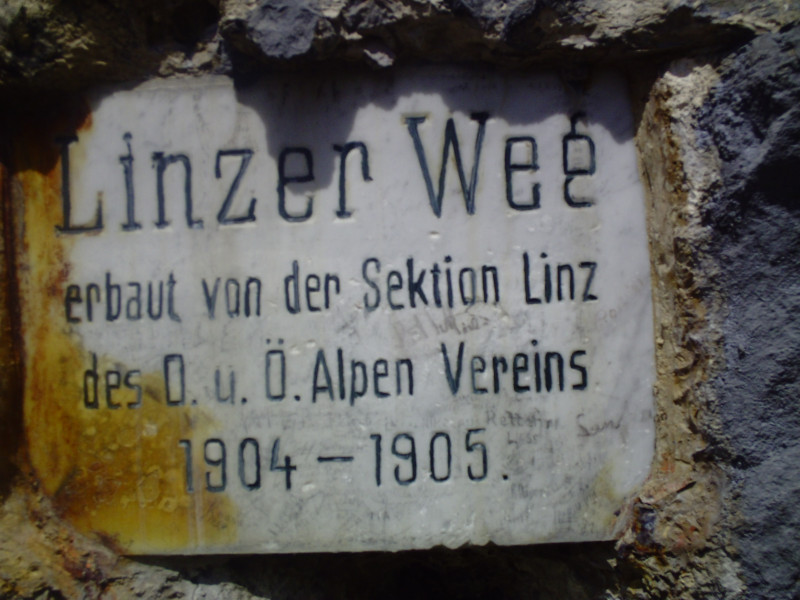 Linzer Weg
erbaut von der Sektion Linz
des D. u. Ö. Alpen Vereins
1904 – 1905.